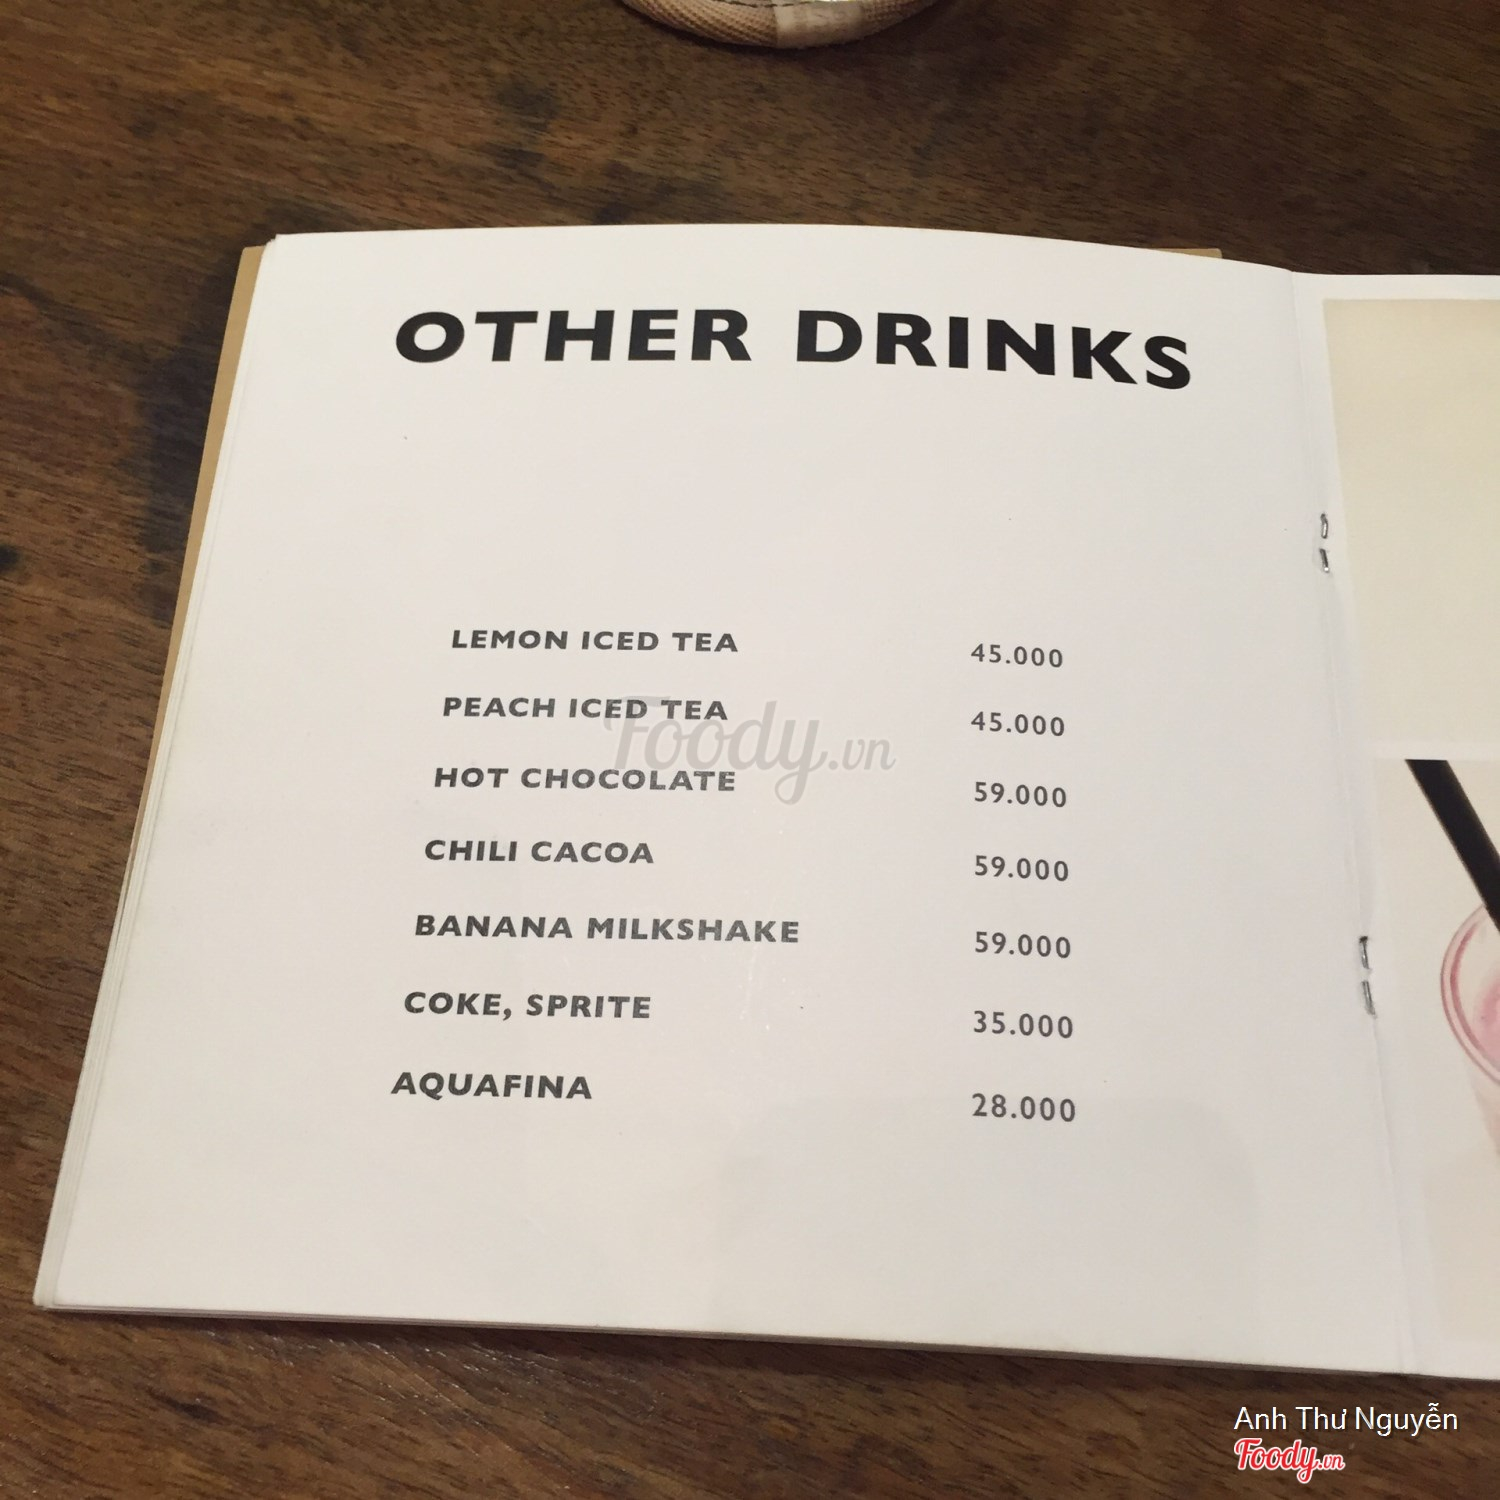 OTHER DRINKS
LEMON ICED TEA 45.000
PEACH ICED TEA 45.000
Foody.vn
HOT CHOCOLATE 59.000
CHILI CACOA 59.000
BANANA MILKSHAKE 59.000
COKE, SPRITE 35.000
AQUAFINA 28.000
Anh Thư Nguyễn
Foody.vn